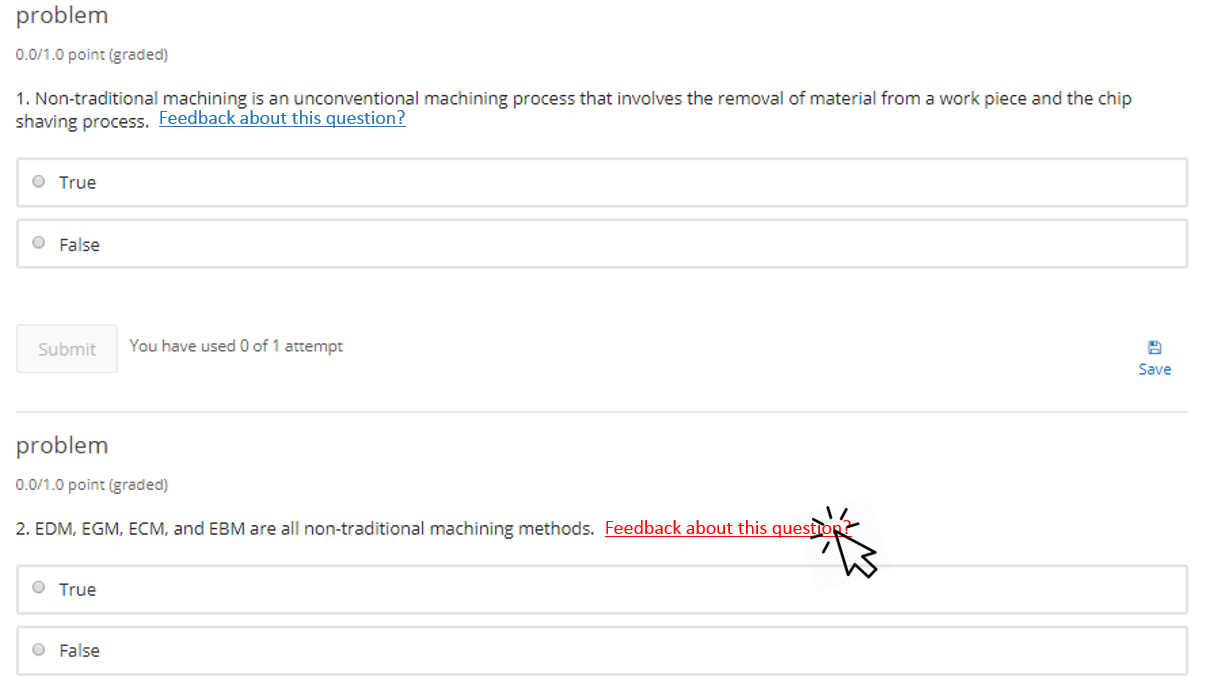 problem
0.0/1.0 point (graded)
1. Non-traditional machining is an unconventional machining process that involves the removal of material from a work piece and the chip
shaving process. Feedback about this question?
True
False
Submit You have used 0 of 1 attempt
Save
problem
0.0/1.0 point (graded)
2. EDM, EGM, ECM, and EBM are all non-traditional machining methods. Feedback about this question?
True
False